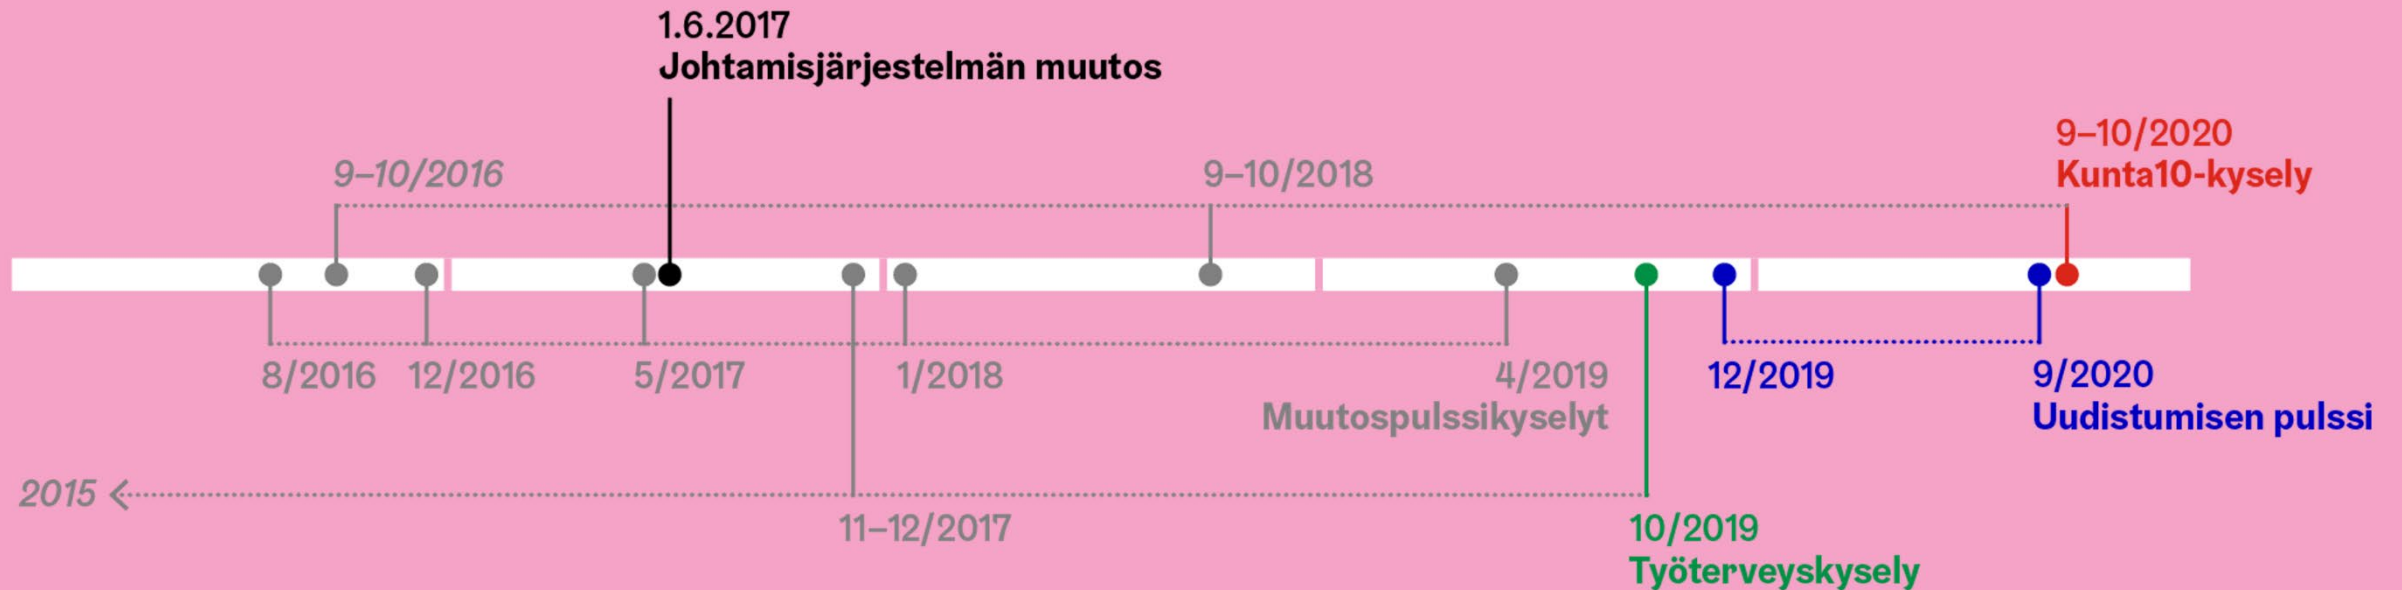 1.6.2017
Johtamisjärjestelmän muutos
9–10/2016
9–10/2018
9–10/2020
Kunta10-kysely
8/2016
12/2016
5/2017
1/2018
4/2019
Muutospulssikyselyt
12/2019
9/2020
Uudistumisen pulssi
2015
11–12/2017
10/2019
Työterveyskysely